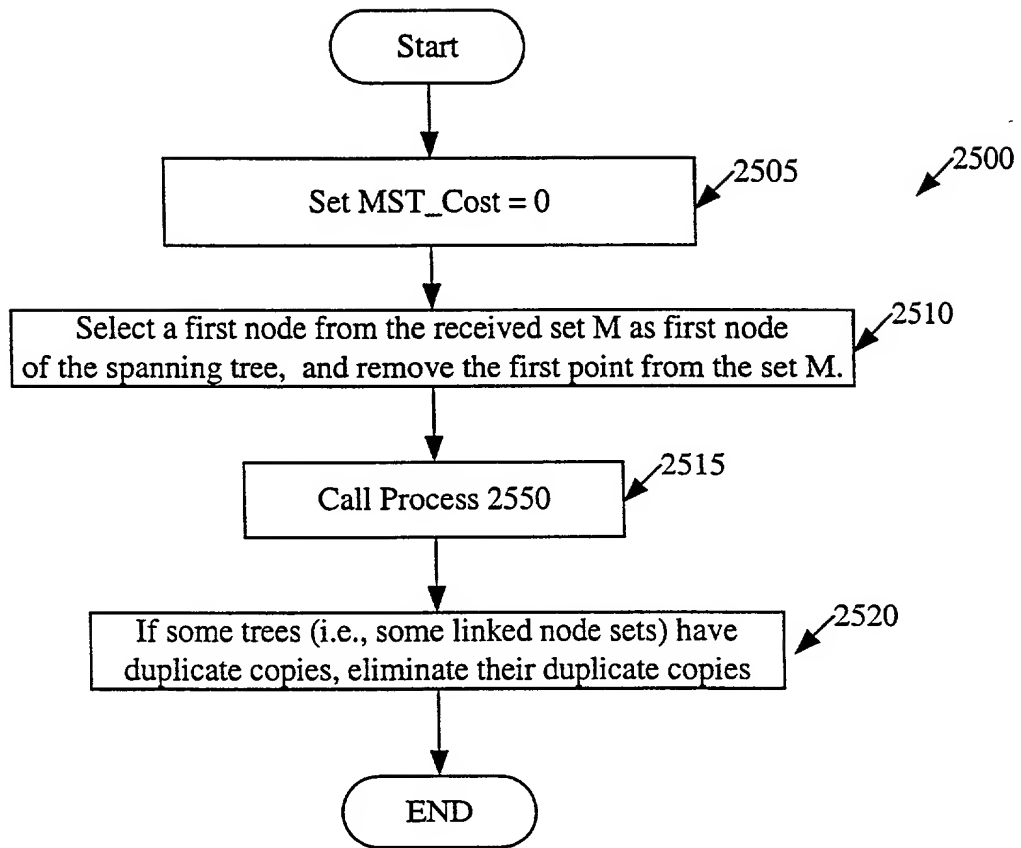 Start
2500
2505
Set MST_Cost = 0
2510
Select a first node from the received set M as first node
of the spanning tree, and remove the first point from the set M.
2515
Call Process 2550
2520
If some trees (i.e., some linked node sets) have
duplicate copies, eliminate their duplicate copies
END